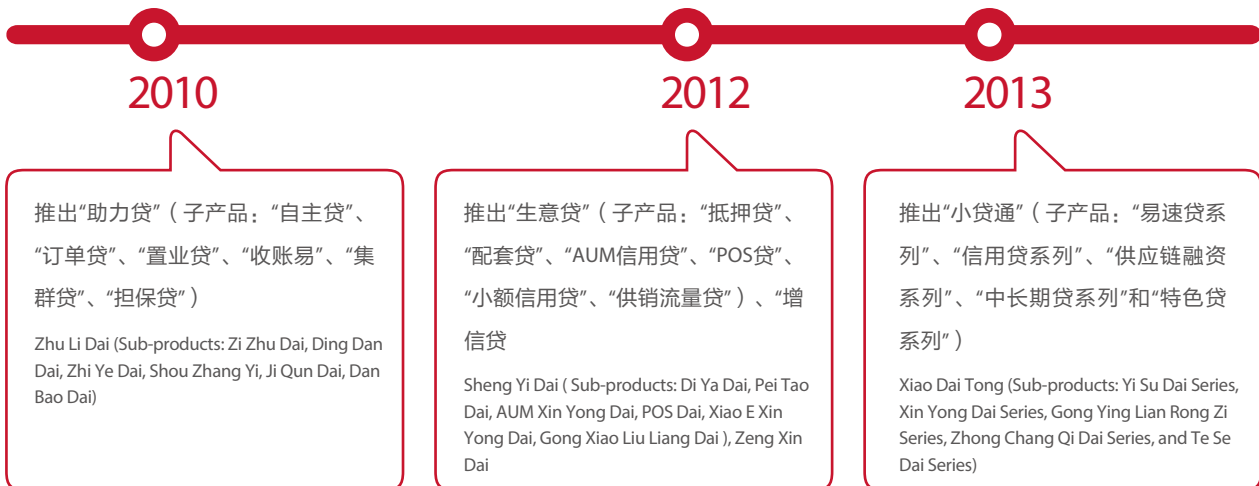 2010
推出“助力贷”（子产品：“自主贷”、
“订单贷”、“置业贷”、“收账易”、“集
群贷”、“担保贷”）
Zhu Li Dai (Sub-products: Zi Zhu Dai, Ding Dan
Dai, Zhi Ye Dai, Shou Zhang Yi, Ji Qun Dai, Dan
Bao Dai)
2012
推出“生意贷”（子产品：“抵押贷”、
“配套贷”、“AUM信用贷”、“POS贷”、
“小额信用贷”、“供销流量贷”）、“增
信贷
Sheng Yi Dai ( Sub-products: Di Ya Dai, Pei Tao
Dai, AUM Xin Yong Dai, POS Dai, Xiao E Xin
Yong Dai, Gong Xiao Liu Liang Dai ), Zeng Xin
Dai
2013
推出“小贷通”（子产品：“易速贷系
列”、“信用贷系列”、“供应链融资
系列”、“中长期贷系列”和“特色贷
系列”）
Xiao Dai Tong (Sub-products: Yi Su Dai Series,
Xin Yong Dai Series, Gong Ying Lian Rong Zi
Series, Zhong Chang Qi Dai Series, and Te Se
Dai Series)